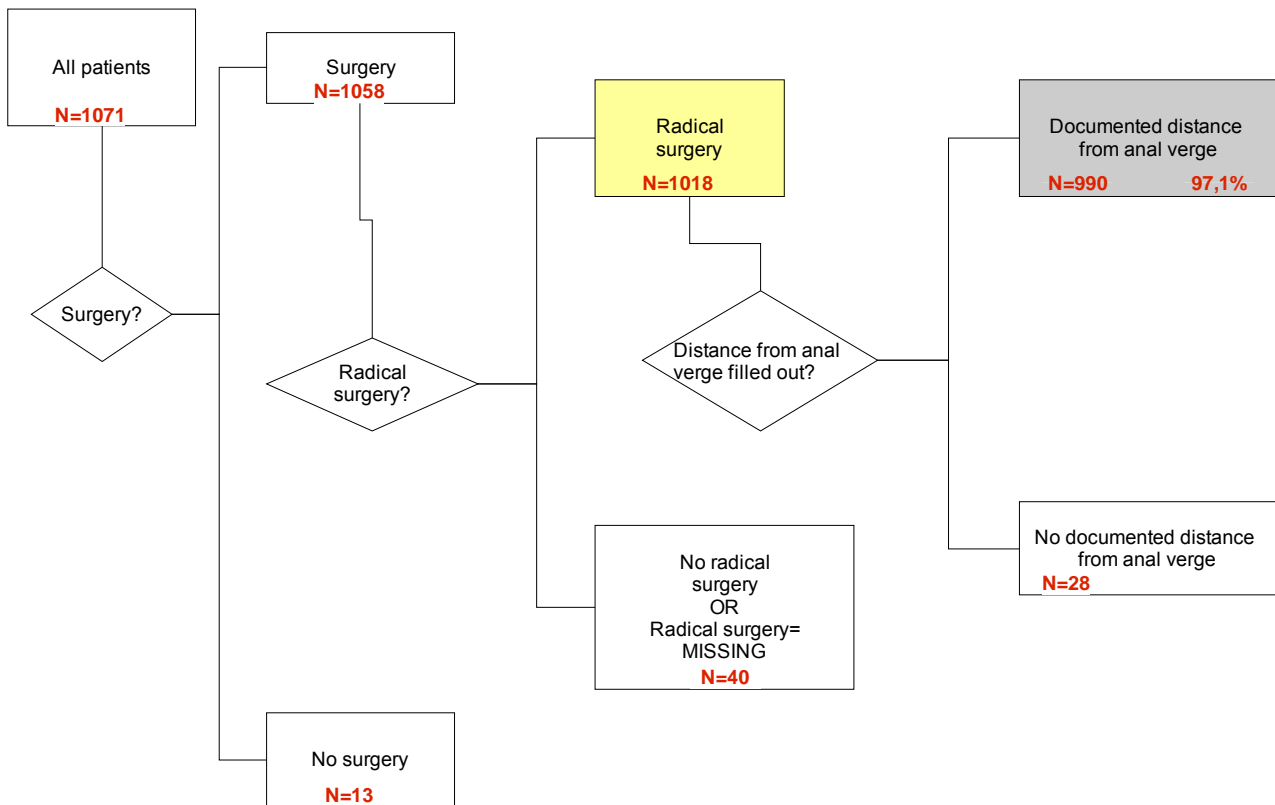 All patients
N=1071
Surgery?
Surgery
N=1058
Radical
surgery?
No surgery
N=13
Radical
surgery
N=1018
Distance from anal
verge filled out?
No radical
surgery
OR
Radical surgery=
MISSING
N=40
Documented distance
from anal verge
N=990 97,1%
No documented distance
from anal verge
N=28